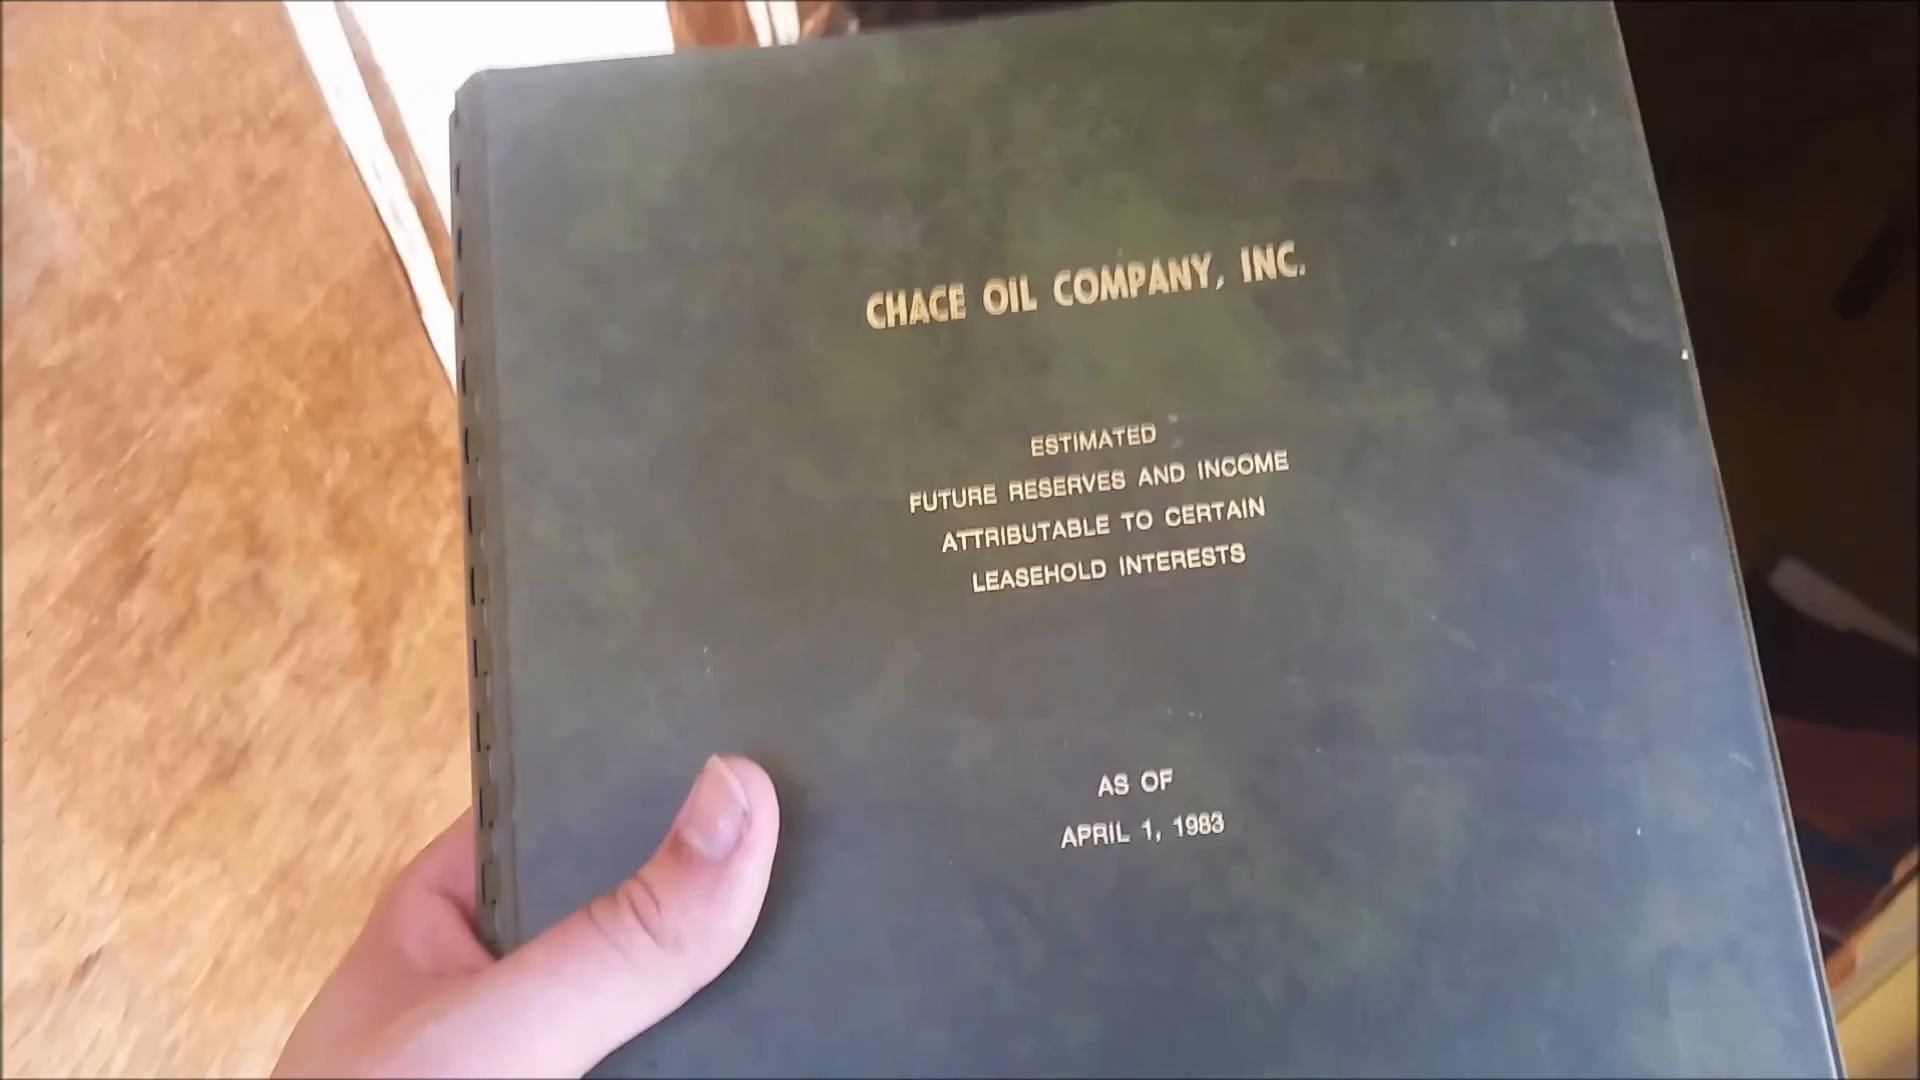 CHACE OIL COMPANY, INC.
ESTIMATED
FUTURE RESERVES AND INCOME
ATTRIBUTABLE TO CERTAIN
LEASEHOLD INTERESTS
AS OF
APRIL 1, 1983